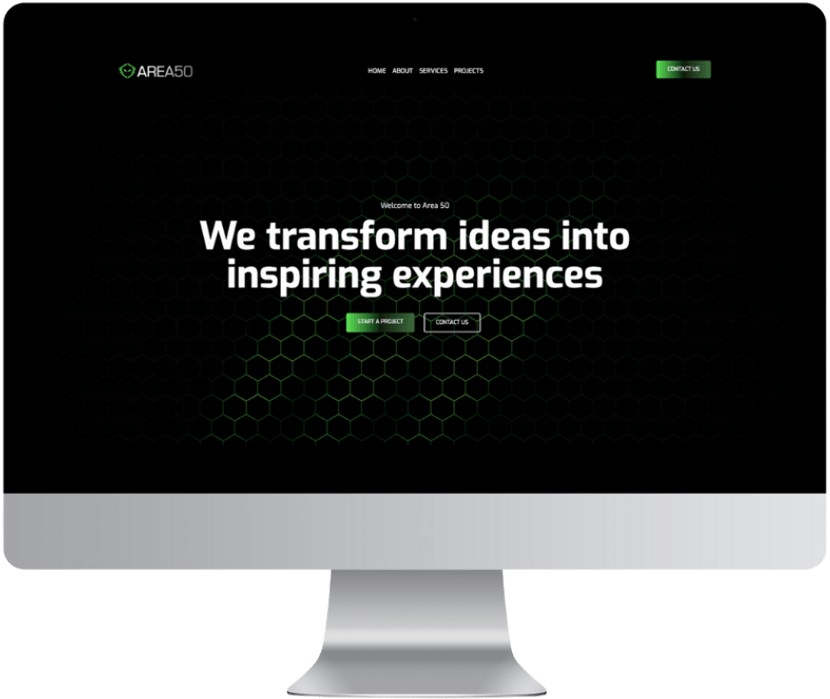 AREA50
HOME ABOUT SERVICES PROJECTS
CONTACT US
Welcome to Area 50
We transform ideas into
inspiring experiences
START A PROJECT
CONTACT US